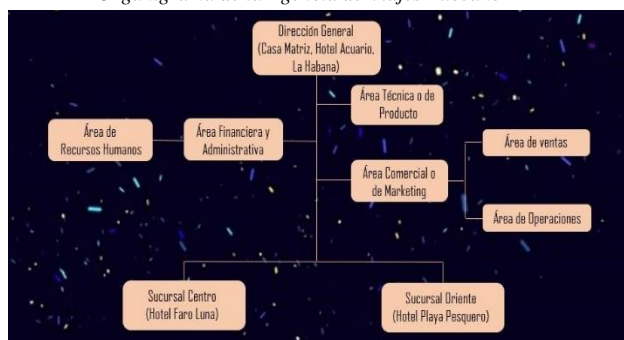 Dirección General
(Casa Matriz, Hotel Acuario,
La Habana)
Área Técnica o de
Producto
Área de
Recursos Humanos
Área Financiera y
Administrativa
Área Comercial o
de Marketing
Área de ventas
Área de Operaciones
Sucursal Centro
(Hotel Faro Luna)
Sucursal Oriente
(Hotel Playa Pesquero)